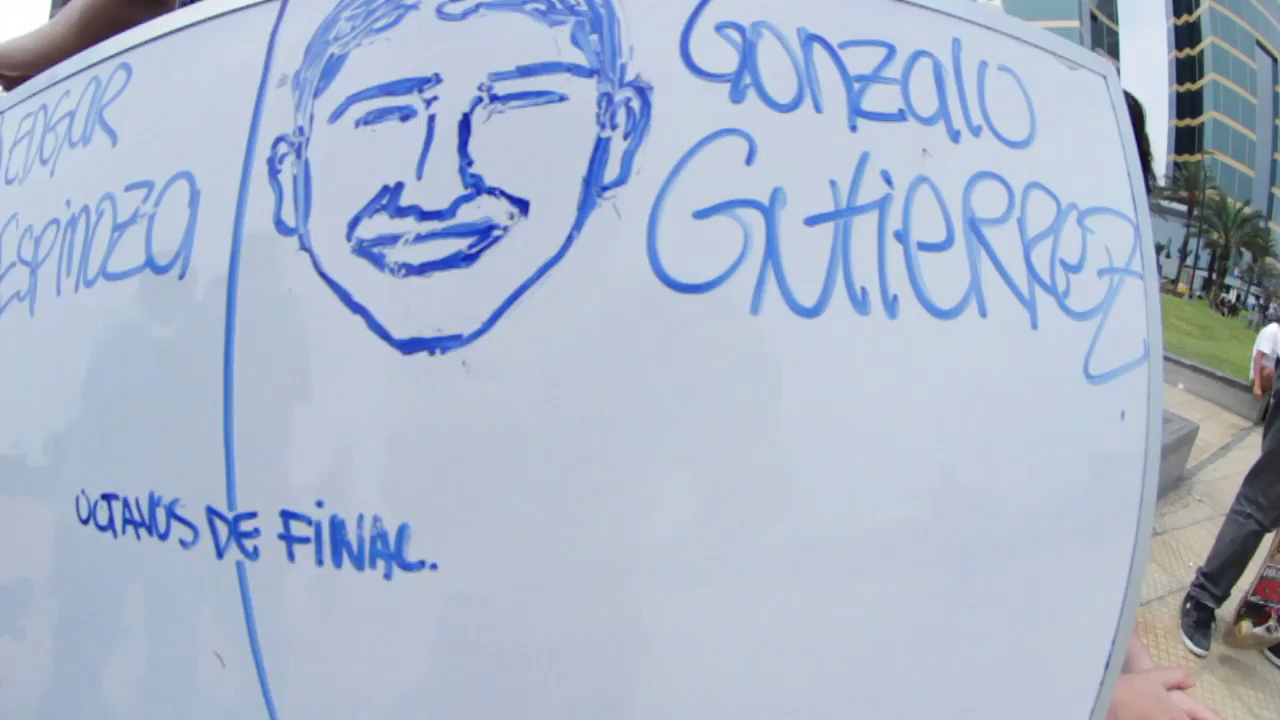 EDGAR
ESPINOZA
Gonzalo
Gutierrez
OCTAVOS DE FINAL.